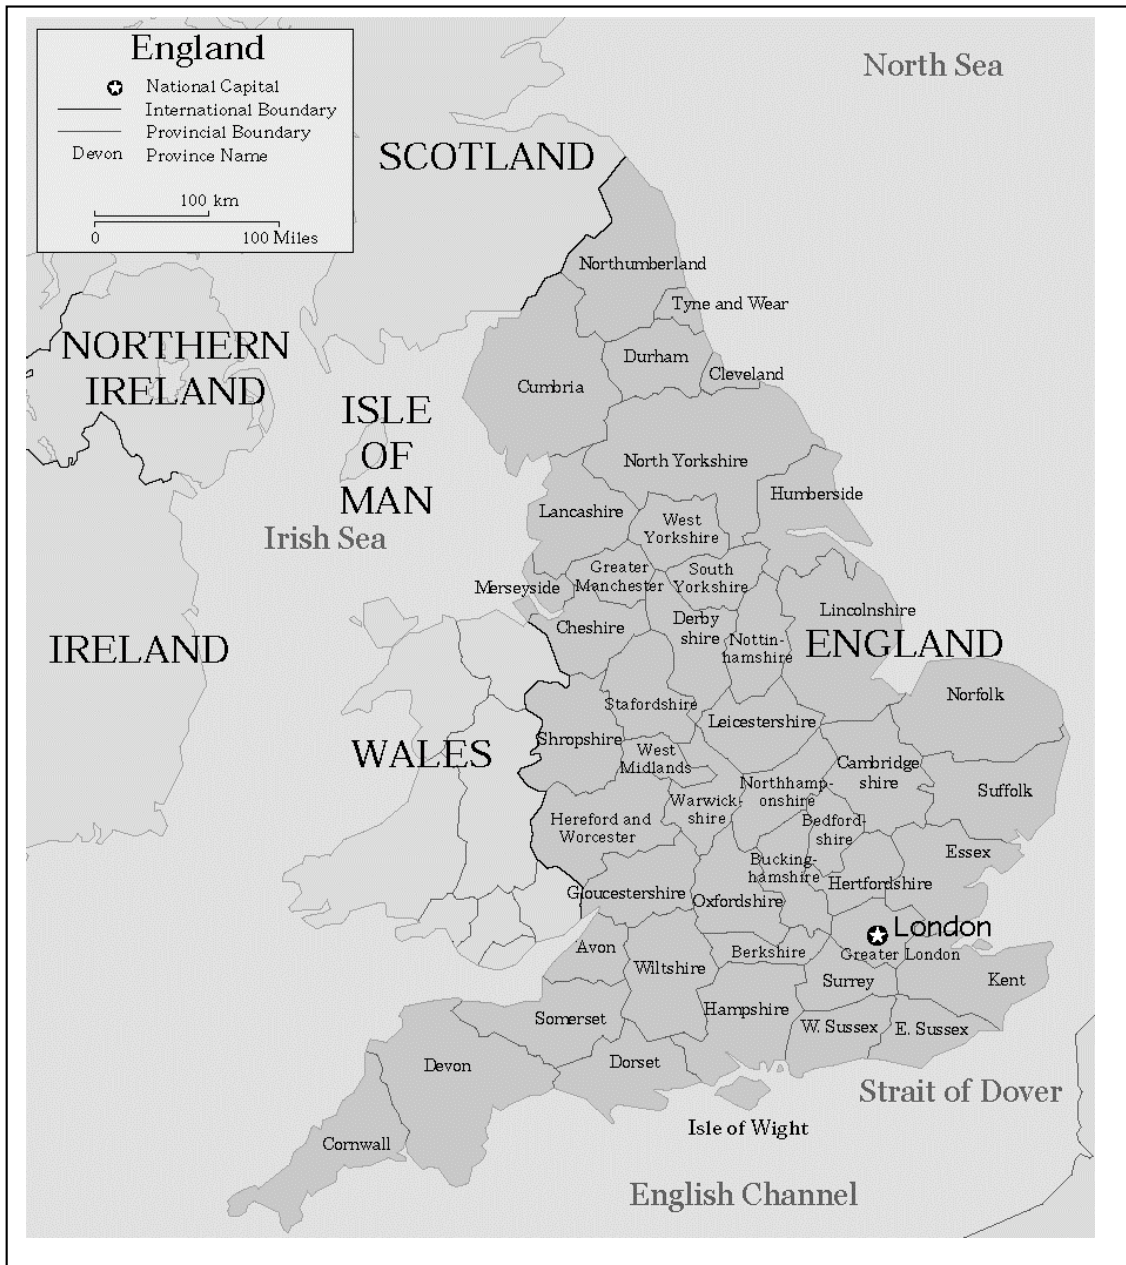 England
National Capital
International Boundary
Provincial Boundary
Devon Province Name
100 km
0 100 Miles
North Sea
SCOTLAND
Northumberland
Tyne and Wear
NORTHERN
IRELAND
Durham
Cleveland
Cumbria
ISLE
OF
MAN
North Yorkshire
Humberside
Lancashire
West
Yorkshire
Irish Sea
Greater
Manchester
South
Yorkshire
Merseyside
Lincolnshire
Cheshire
Derby
shire
Nottin-
hamshire
IRELAND
ENGLAND
Norfolk
Stafordshire
Leicestershire
Shropshire
WALES
West
Midlands
Cambridge
shire
Northhamp-
onshire
Suffolk
Warwick-
shire
Hereford and
Worcester
Bedford-
shire
Essex
Bucking-
hamshire
Hertfordshire
Gloucestershire
Oxfordshire
London
Greater London
Avon
Berkshire
Wiltshire
Surrey
Kent
Hampshire
Somerset
W. Sussex
E. Sussex
Devon
Dorset
Strait of Dover
Isle of Wight
Cornwall
English Channel